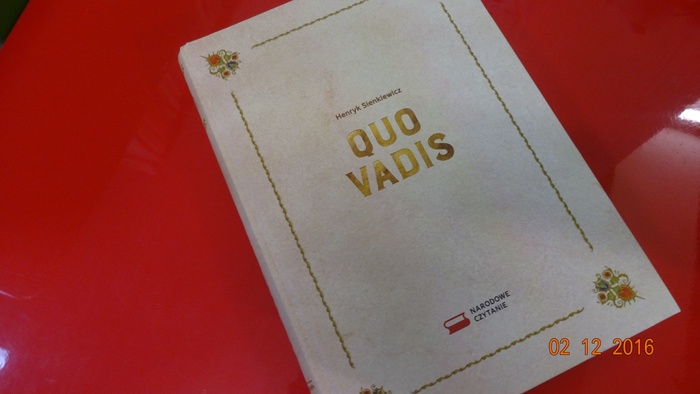 Henryk Sienkiewicz
QUO
VADIS
NARODOWE
CZYTANIE
02 12 2016